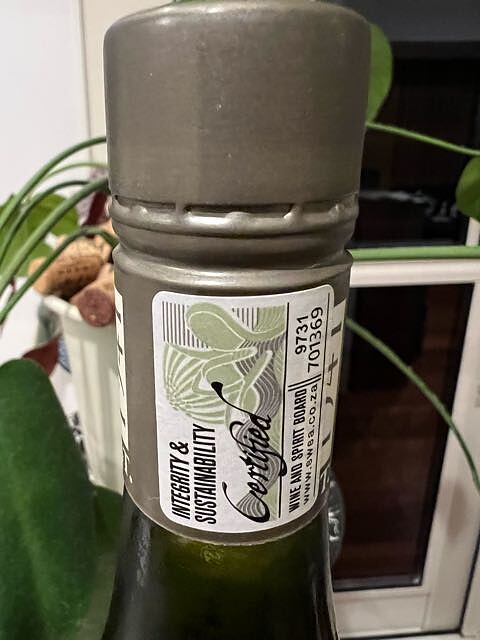 INTEGRITY &
SUSTAINABILITY
Certified
WINE AND SPIRIT BOARD
www.swsa.co.za
9731
701369